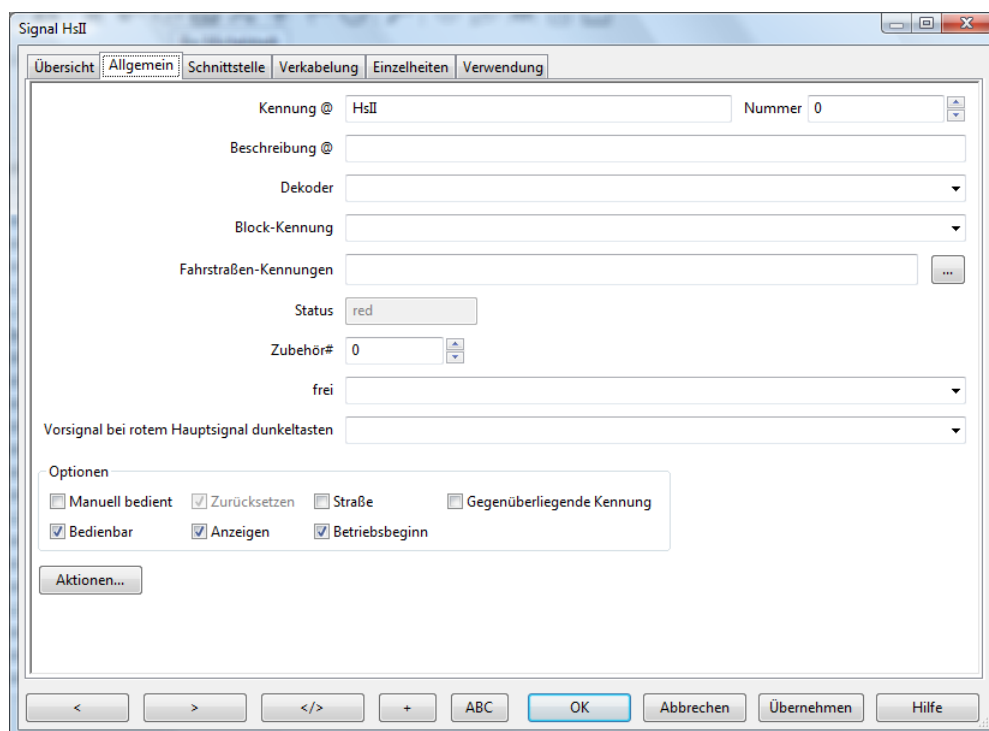 Signal HsII
Übersicht Allgemein Schnittstelle Verkabelung Einzelheiten Verwendung
Kennung @ HsII Nummer 0
Beschreibung @
Dekoder
Block-Kennung
Fahrstraßen-Kennungen ...
Status red
Zubehör# 0
frei
Vorsignal bei rotem Hauptsignal dunkeltasten
Optionen
Manuell bedient Zurücksetzen Straße Gegenüberliegende Kennung
Bedienbar Anzeigen Betriebsbeginn
Aktionen...
< > </> + ABC OK Abbrechen Übernehmen Hilfe